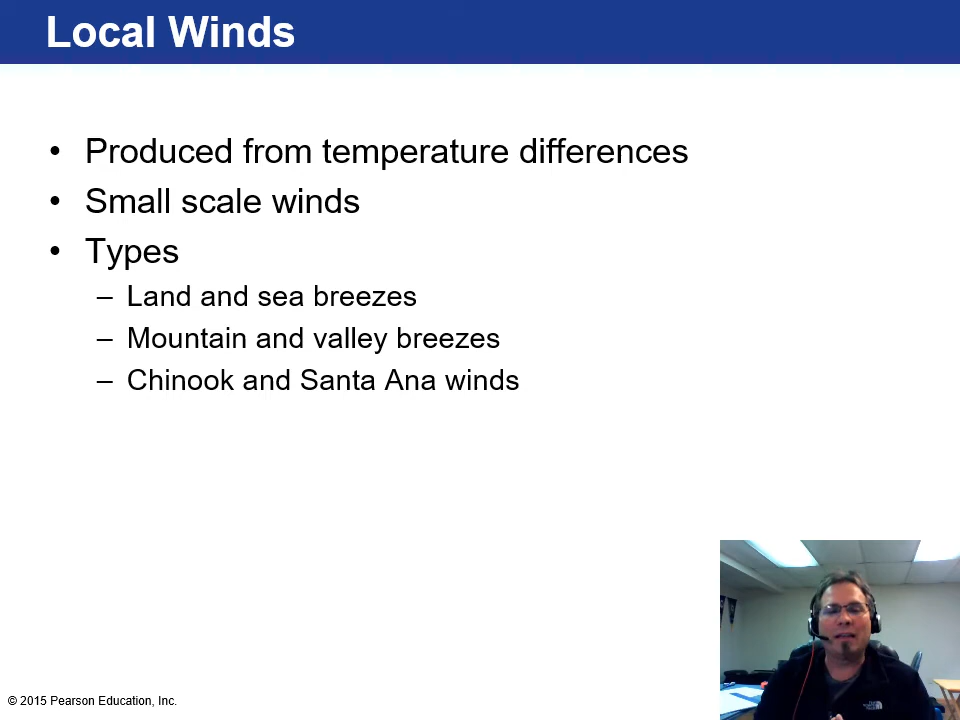 Local Winds
• Produced from temperature differences
• Small scale winds
• Types
– Land and sea breezes
– Mountain and valley breezes
– Chinook and Santa Ana winds
© 2015 Pearson Education, Inc.